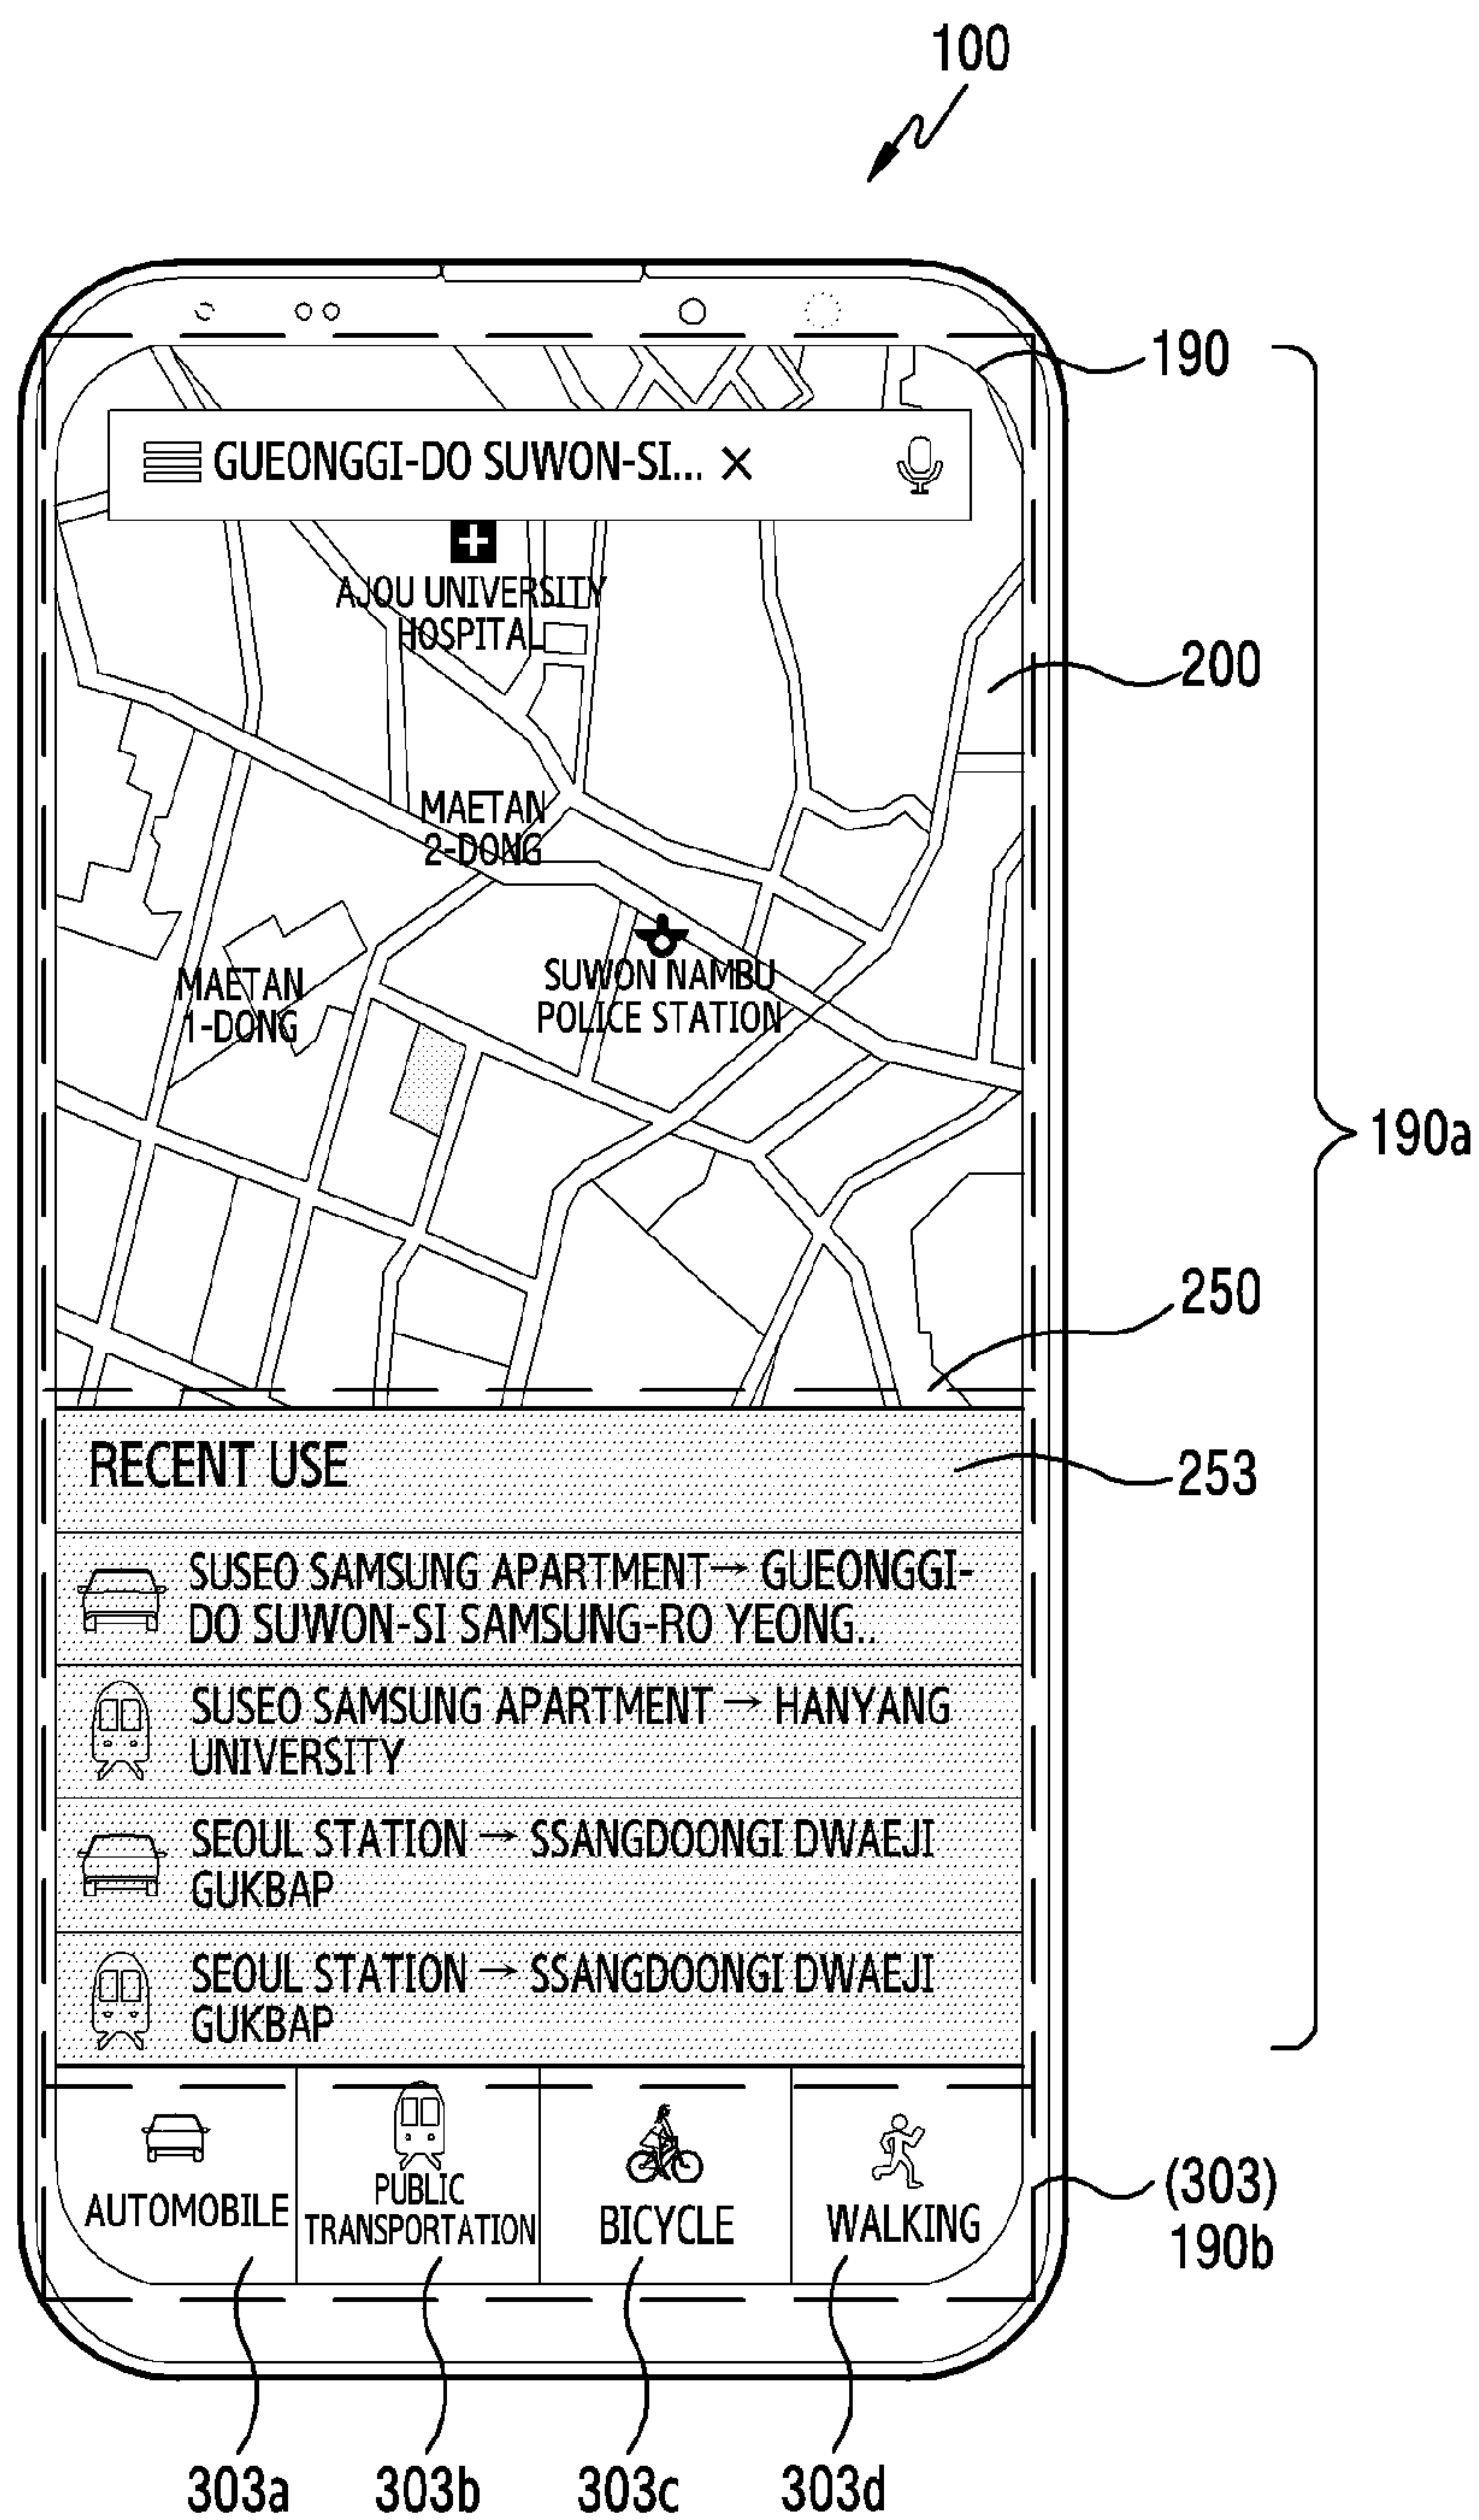 100
190
GUEONGGI-DO SUWON-SI... ×
AJOU UNIVERSITY
HOSPITAL
200
MAETAN
2-DONG
SUWON NAMBU
POLICE STATION
MAETAN
1-DONG
190a
250
RECENT USE
253
SUSEO SAMSUNG APARTMENT→ GUEONGGI-
DO SUWON-SI SAMSUNG-RO YEONG..
SUSEO SAMSUNG APARTMENT → HANYANG
UNIVERSITY
SEOUL STATION → SSANGDOONGI DWAEJI
GUKBAP
SEOUL STATION → SSANGDOONGI DWAEJI
GUKBAP
AUTOMOBILE
PUBLIC
TRANSPORTATION
BICYCLE
WALKING
(303)
190b
303a 303b 303c 303d